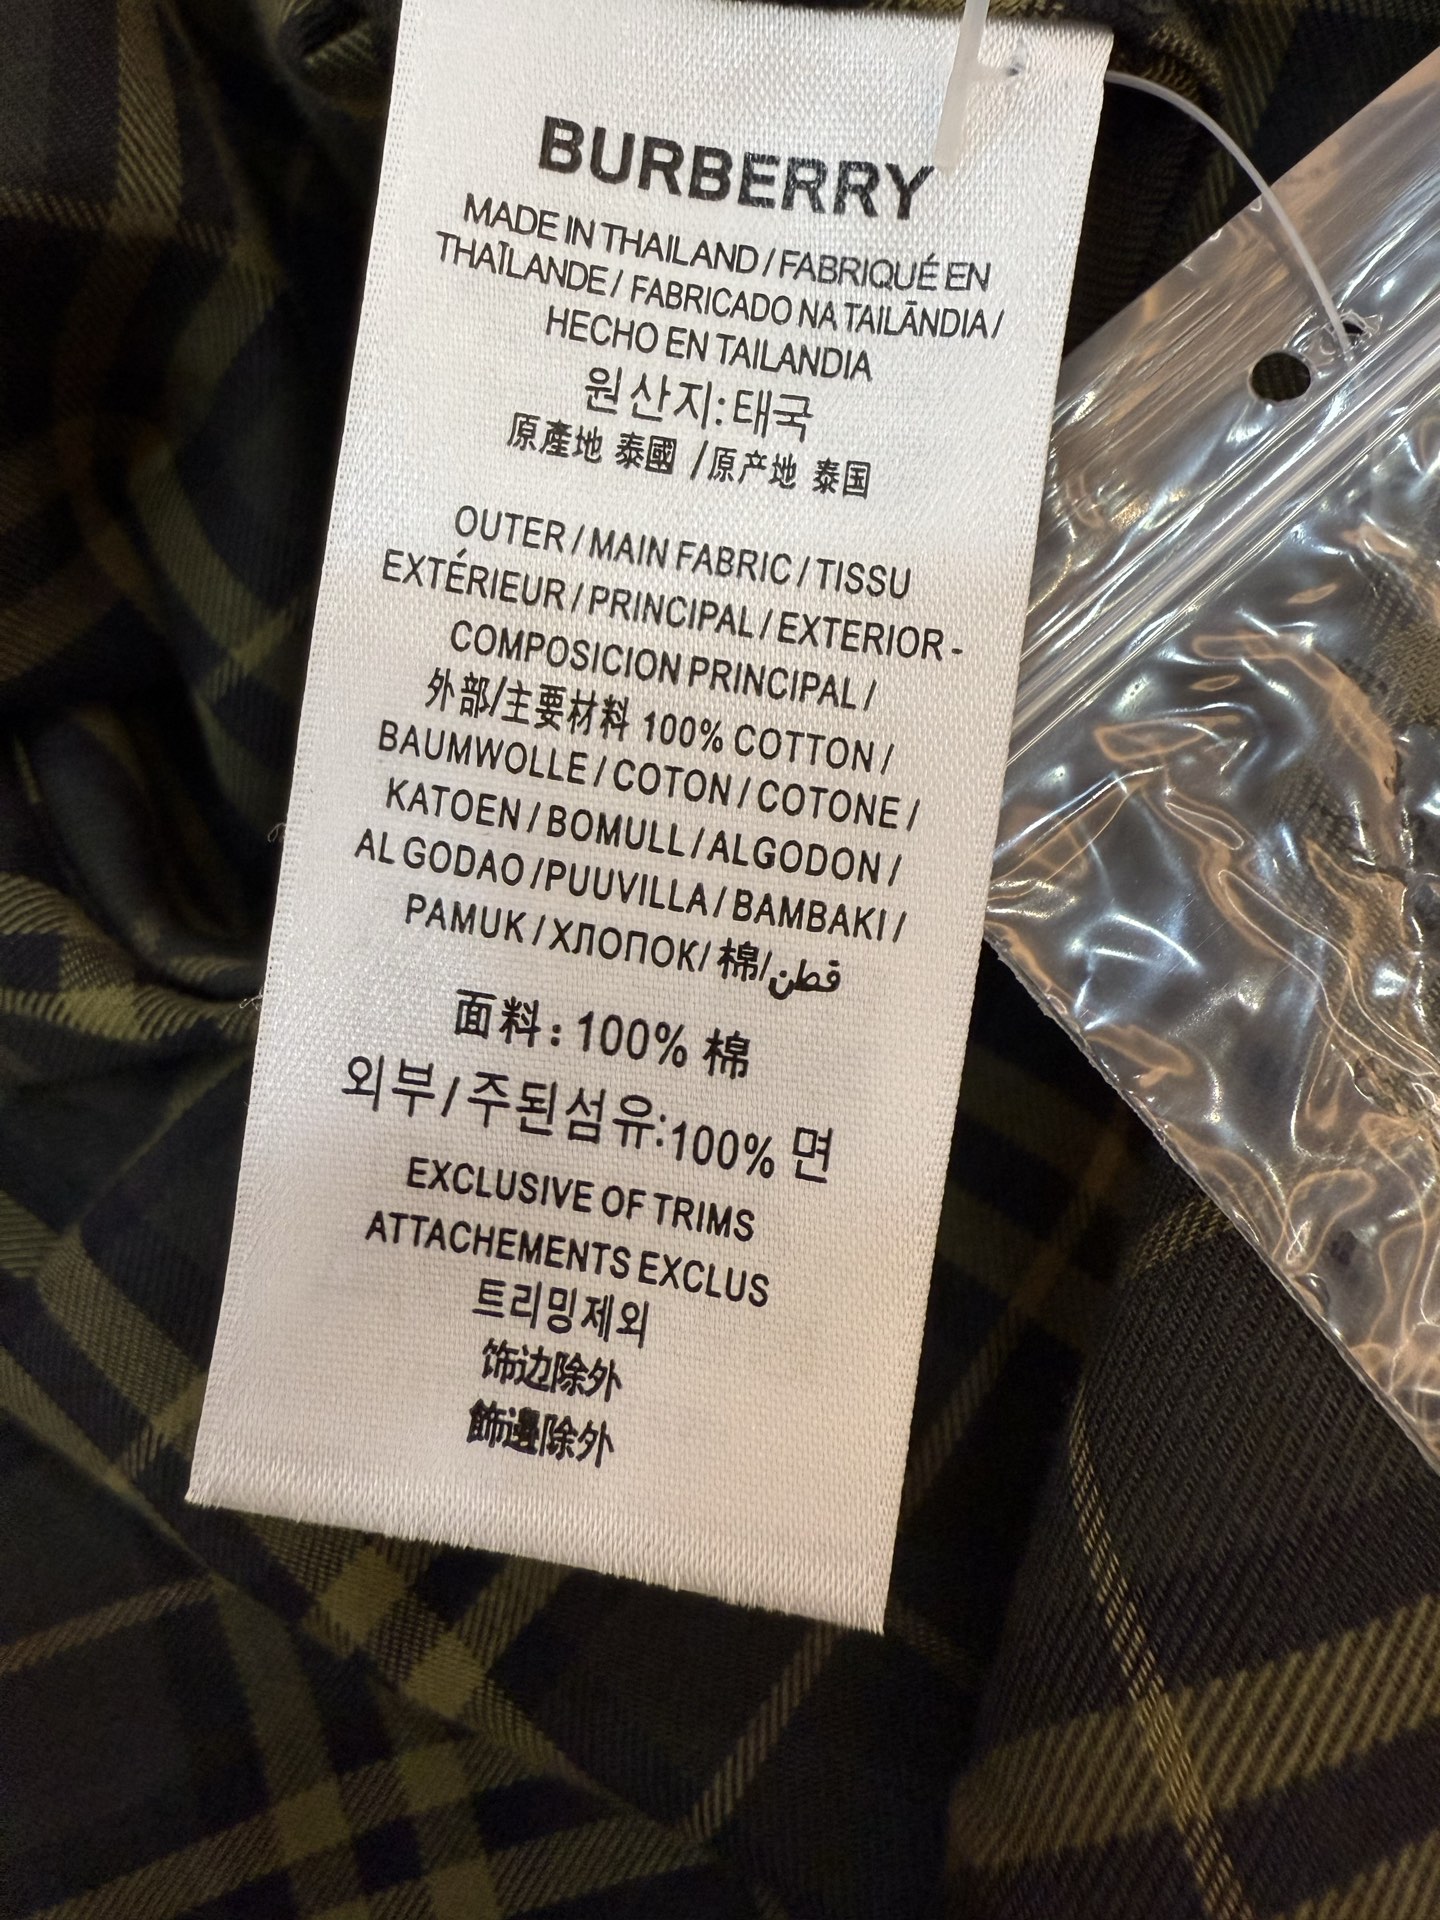 BURBERRY
MADE IN THAILAND / FABRIQUÉ EN
THAÏLANDE / FABRICADO NA TAILĀNDIA /
HECHO EN TAILANDIA
원산지:태국
原產地 泰國 /原产地 泰国
OUTER / MAIN FABRIC / TISSU
EXTÉRIEUR / PRINCIPAL / EXTERIOR -
COMPOSICION PRINCIPAL /
外部/主要材料 100% COTTON /
BAUMWOLLE / COTON / COTONE /
KATOEN / BOMULL / ALGODON /
ALGODAO /PUUVILLA / BAMBAKI /
PAMUK / ХЛОПОК/ 棉/قطن
面料: 100% 棉
외부/주된섬유:100% 면
EXCLUSIVE OF TRIMS
ATTACHEMENTS EXCLUS
트리밍제외
饰边除外
飾邊除外